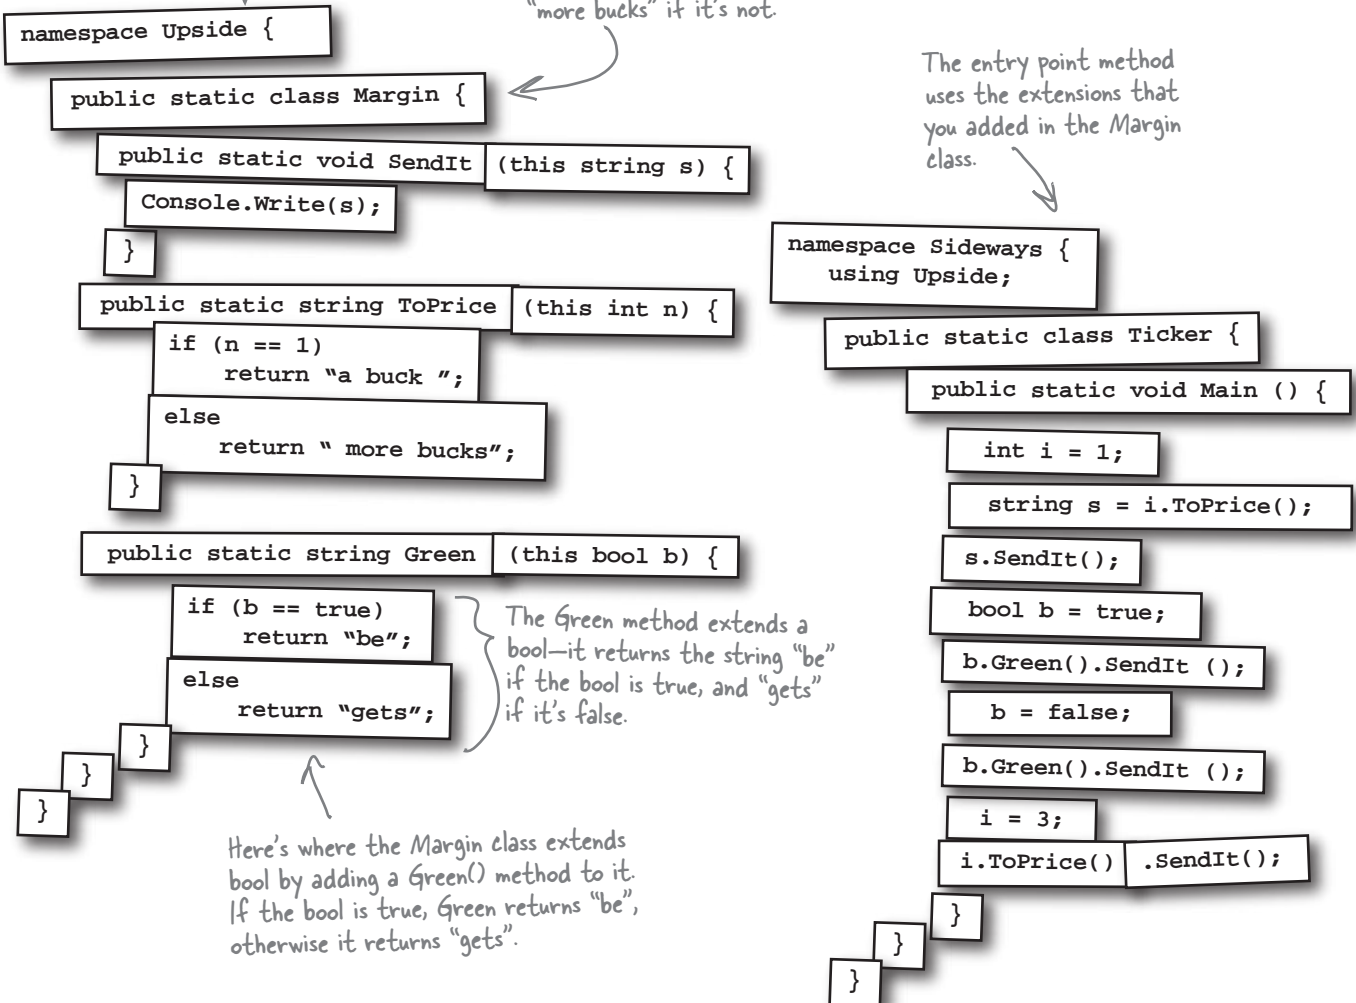 "more bucks" if it's not.
namespace Upside {
public static class Margin {
public static void SendIt (this string s) {
Console.Write(s);
}
public static string ToPrice (this int n) {
if (n == 1)
return “a buck ”;
else
return “ more bucks”;
}
public static string Green (this bool b) {
if (b == true)
return “be”;
else
return “gets”;
}
}
}
The Green method extends a
bool—it returns the string “be”
if the bool is true, and “gets”
if it's false.
Here's where the Margin class extends
bool by adding a Green() method to it.
If the bool is true, Green returns “be”,
otherwise it returns “gets”.
The entry point method
uses the extensions that
you added in the Margin
class.
namespace Sideways {
using Upside;
public static class Ticker {
public static void Main () {
int i = 1;
string s = i.ToPrice();
s.SendIt();
bool b = true;
b.Green().SendIt ();
b = false;
b.Green().SendIt ();
i = 3;
i.ToPrice() .SendIt();
}
}
}